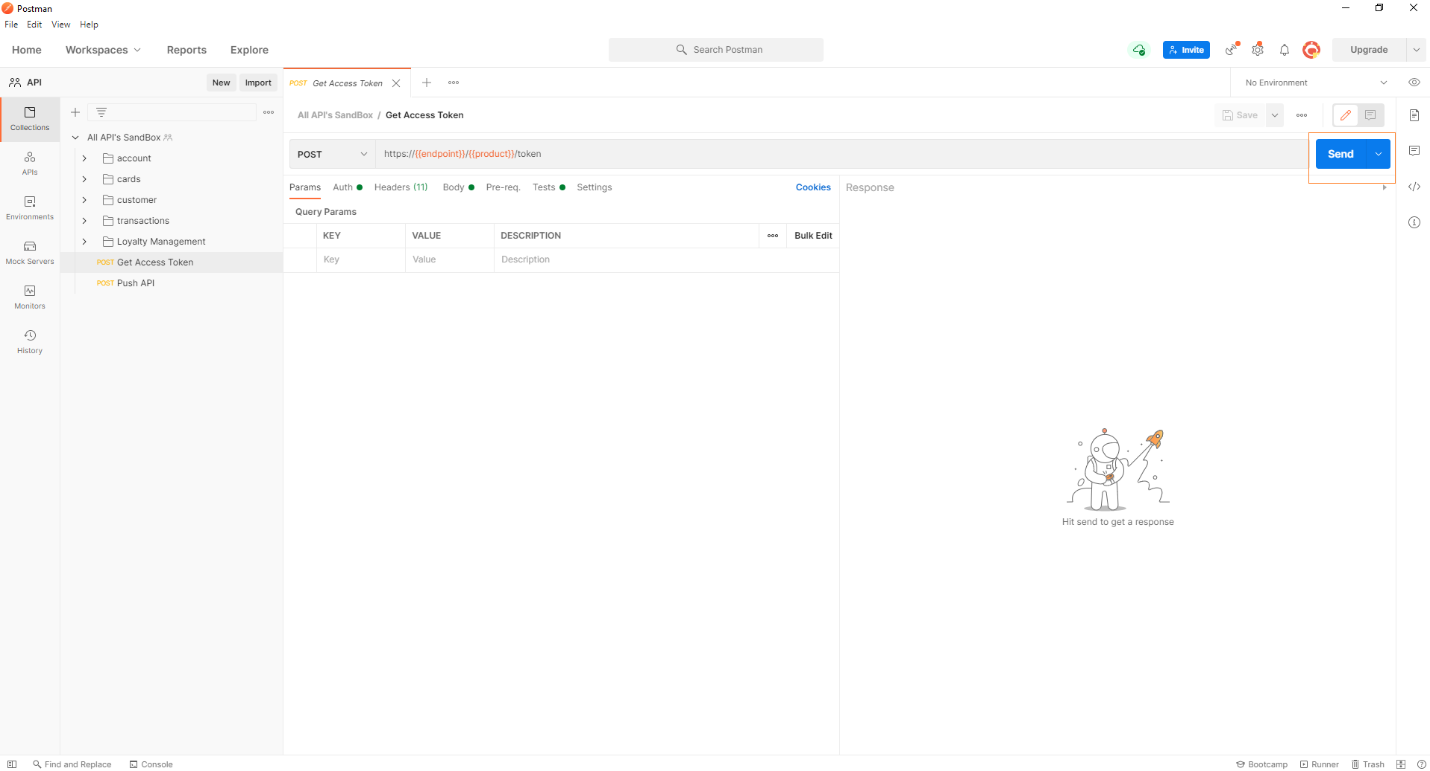 Postman
File Edit View Help
Home Workspaces Reports Explore Search Postman Invite Upgrade
API New Import POST Get Access Token No Environment
Collections
APIs
Environments
Mock Servers
Monitors
History
All API's SandBox
account
cards
customer
transactions
Loyalty Management
POST Get Access Token
POST Push API
All API's SandBox / Get Access Token Save
POST https://{{endpoint}}/{{product}}/token Send
Params Auth Headers (11) Body Pre-req. Tests Settings Cookies
Query Params
KEY VALUE DESCRIPTION Bulk Edit
Key Value Description
Response
Hit send to get a response
Find and Replace Console Bootcamp Runner Trash